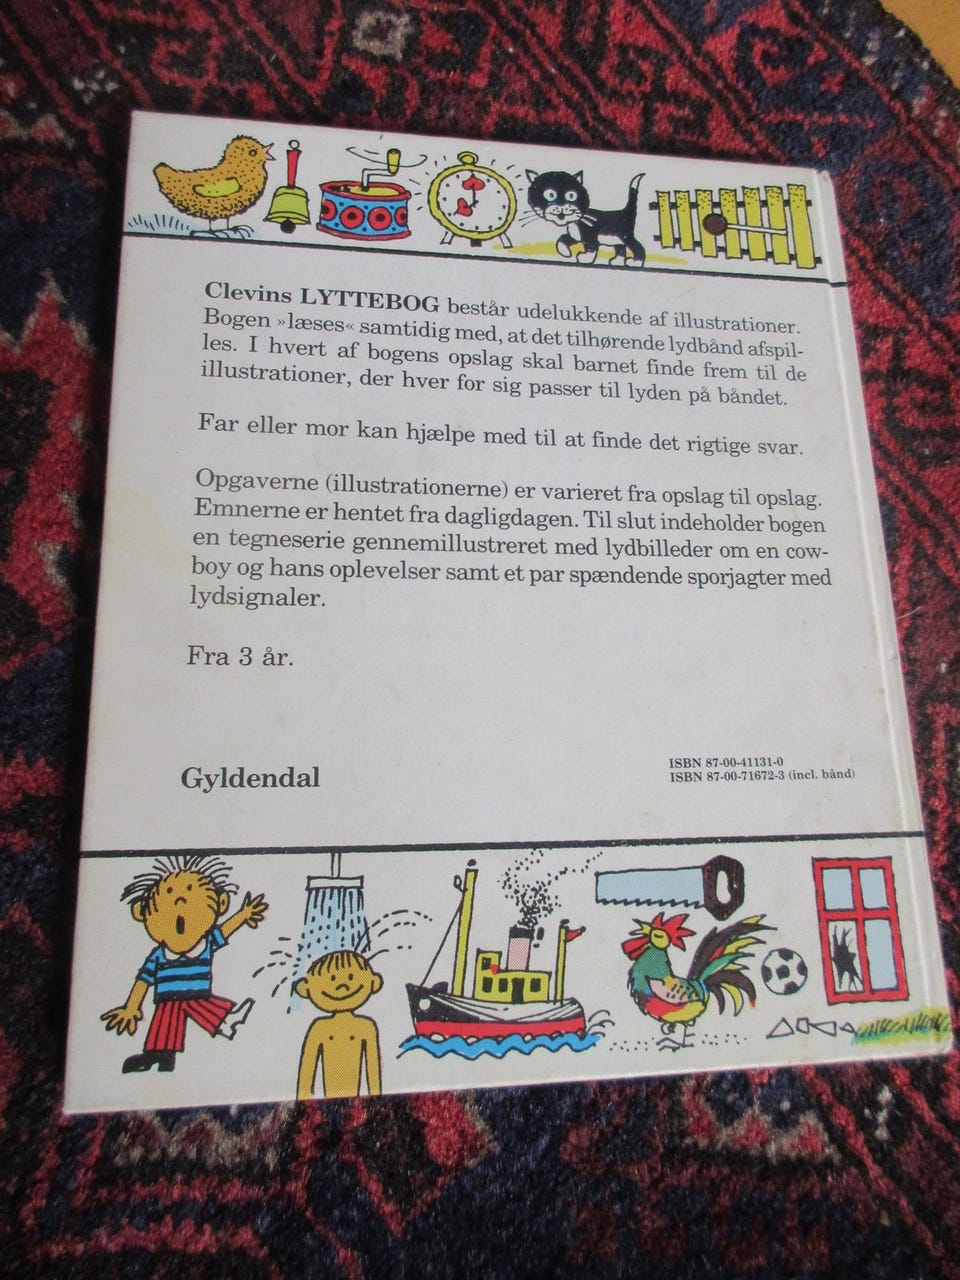 Clevins LYTTEBOG består udelukkende af illustrationer.
Bogen »læses« samtidig med, at det tilhørende lydbånd afspil-
les. I hvert af bogens opslag skal barnet finde frem til de
illustrationer, der hver for sig passer til lyden på båndet.
Far eller mor kan hjælpe med til at finde det rigtige svar.
Opgaverne (illustrationerne) er varieret fra opslag til opslag.
Emnerne er hentet fra dagligdagen. Til slut indeholder bogen
en tegneserie gennemillustreret med lydbilleder om en cow-
boy og hans oplevelser samt et par spændende sporjagter med
lydsignaler.
Fra 3 år.
Gyldendal
ISBN 87-00-41131-0
ISBN 87-00-71672-3 (incl. bånd)